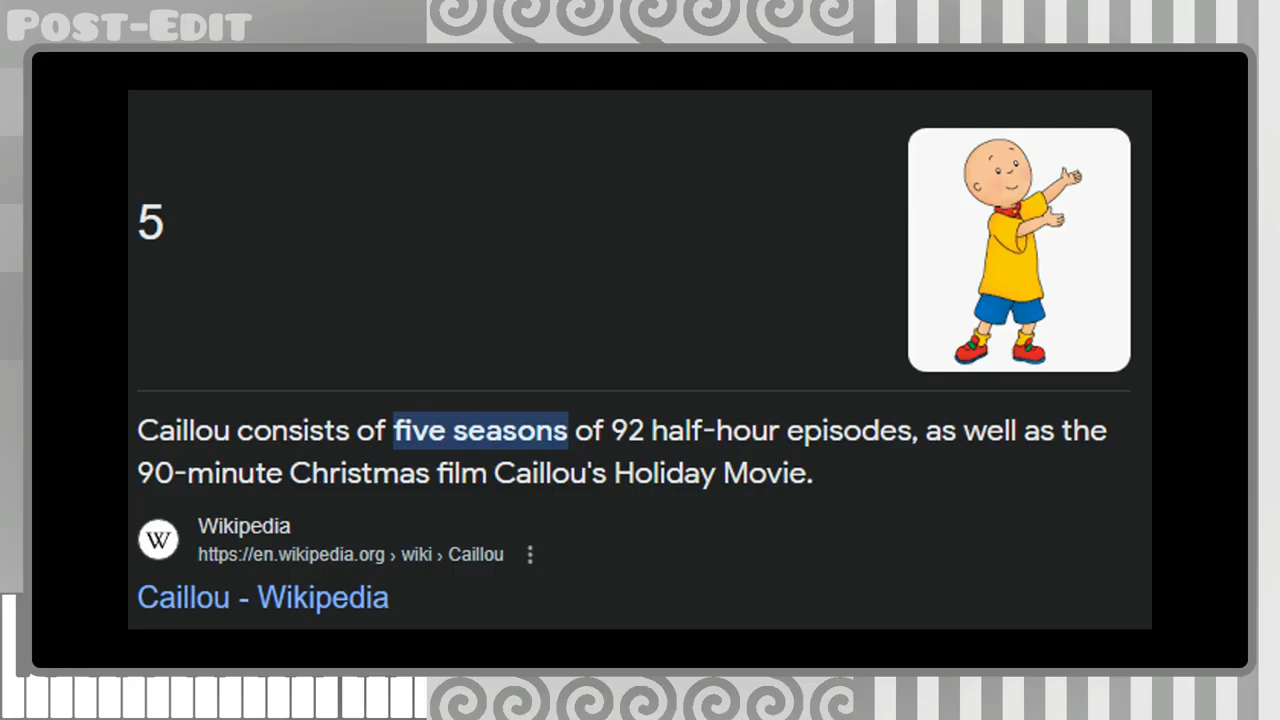 Post-Edit
5
Caillou consists of five seasons of 92 half-hour episodes, as well as the
90-minute Christmas film Caillou's Holiday Movie.
W
Wikipedia
https://en.wikipedia.org › wiki › Caillou
Caillou - Wikipedia